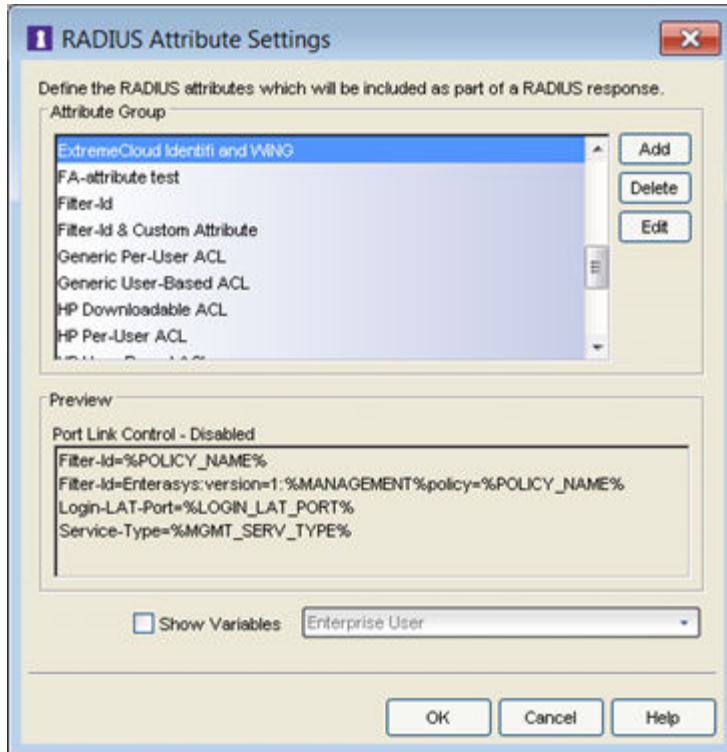 RADIUS Attribute Settings
Define the RADIUS attributes which will be included as part of a RADIUS response.
Attribute Group
ExtremeCloud Identifi and WING
Add
FA-attribute test
Delete
Filter-Id
Filter-Id & Custom Attribute
Edit
Generic Per-User ACL
Generic User-Based ACL
HP Downloadable ACL
HP Per-User ACL
Preview
Port Link Control - Disabled
Filter-Id=%POLICY_NAME%
Filter-Id=Enterasys:version=1:%MANAGEMENT%policy=%POLICY_NAME%
Login-LAT-Port=%LOGIN_LAT_PORT%
Service-Type=%MGMT_SERV_TYPE%
Show Variables
Enterprise User
OK
Cancel
Help